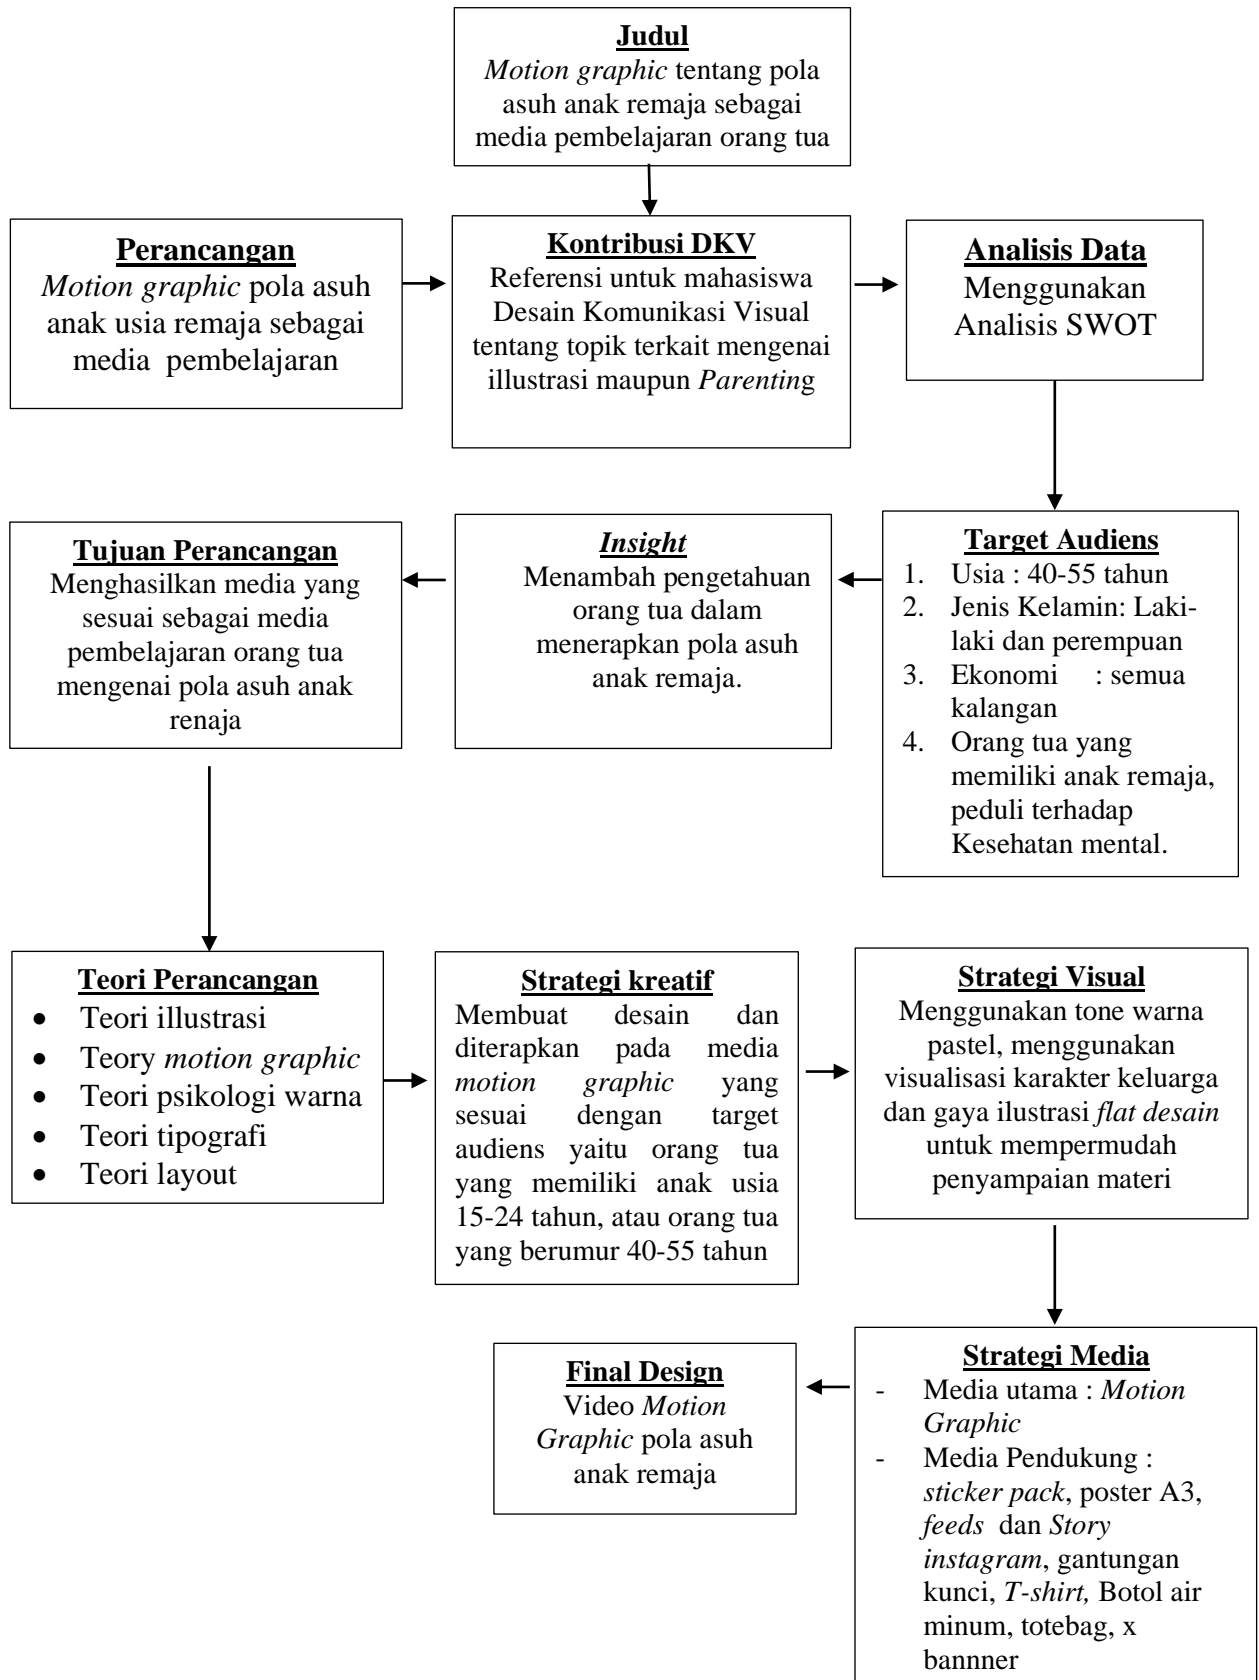 Judul
Motion graphic tentang pola
asuh anak remaja sebagai
media pembelajaran orang tua
Perancangan
Motion graphic pola asuh
anak usia remaja sebagai
media pembelajaran
Kontribusi DKV
Referensi untuk mahasiswa
Desain Komunikasi Visual
tentang topik terkait mengenai
illustrasi maupun Parenting
Analisis Data
Menggunakan
Analisis SWOT
Target Audiens
1. Usia : 40-55 tahun
2. Jenis Kelamin: Laki-
laki dan perempuan
3. Ekonomi : semua
kalangan
4. Orang tua yang
memiliki anak remaja,
peduli terhadap
Kesehatan mental.
Insight
Menambah pengetahuan
orang tua dalam
menerapkan pola asuh
anak remaja.
Tujuan Perancangan
Menghasilkan media yang
sesuai sebagai media
pembelajaran orang tua
mengenai pola asuh anak
renaja
Teori Perancangan
• Teori illustrasi
• Teory motion graphic
• Teori psikologi warna
• Teori tipografi
• Teori layout
Strategi kreatif
Membuat desain dan
diterapkan pada media
motion graphic yang
sesuai dengan target
audiens yaitu orang tua
yang memiliki anak usia
15-24 tahun, atau orang tua
yang berumur 40-55 tahun
Strategi Visual
Menggunakan tone warna
pastel, menggunakan
visualisasi karakter keluarga
dan gaya ilustrasi flat desain
untuk mempermudah
penyampaian materi
Strategi Media
- Media utama : Motion
Graphic
- Media Pendukung :
sticker pack, poster A3,
feeds dan Story
instagram, gantungan
kunci, T-shirt, Botol air
minum, totebag, x
bannner
Final Design
Video Motion
Graphic pola asuh
anak remaja